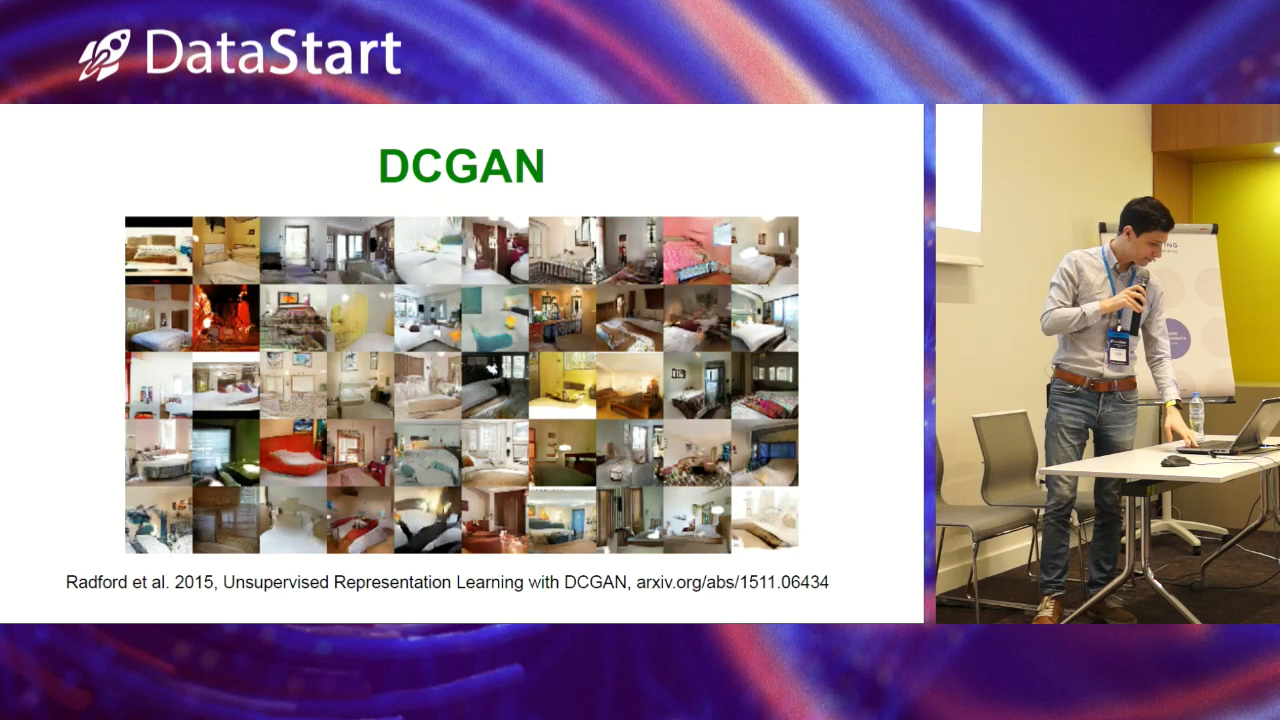 DataStart
DCGAN
Radford et al. 2015, Unsupervised Representation Learning with DCGAN, arxiv.org/abs/1511.06434